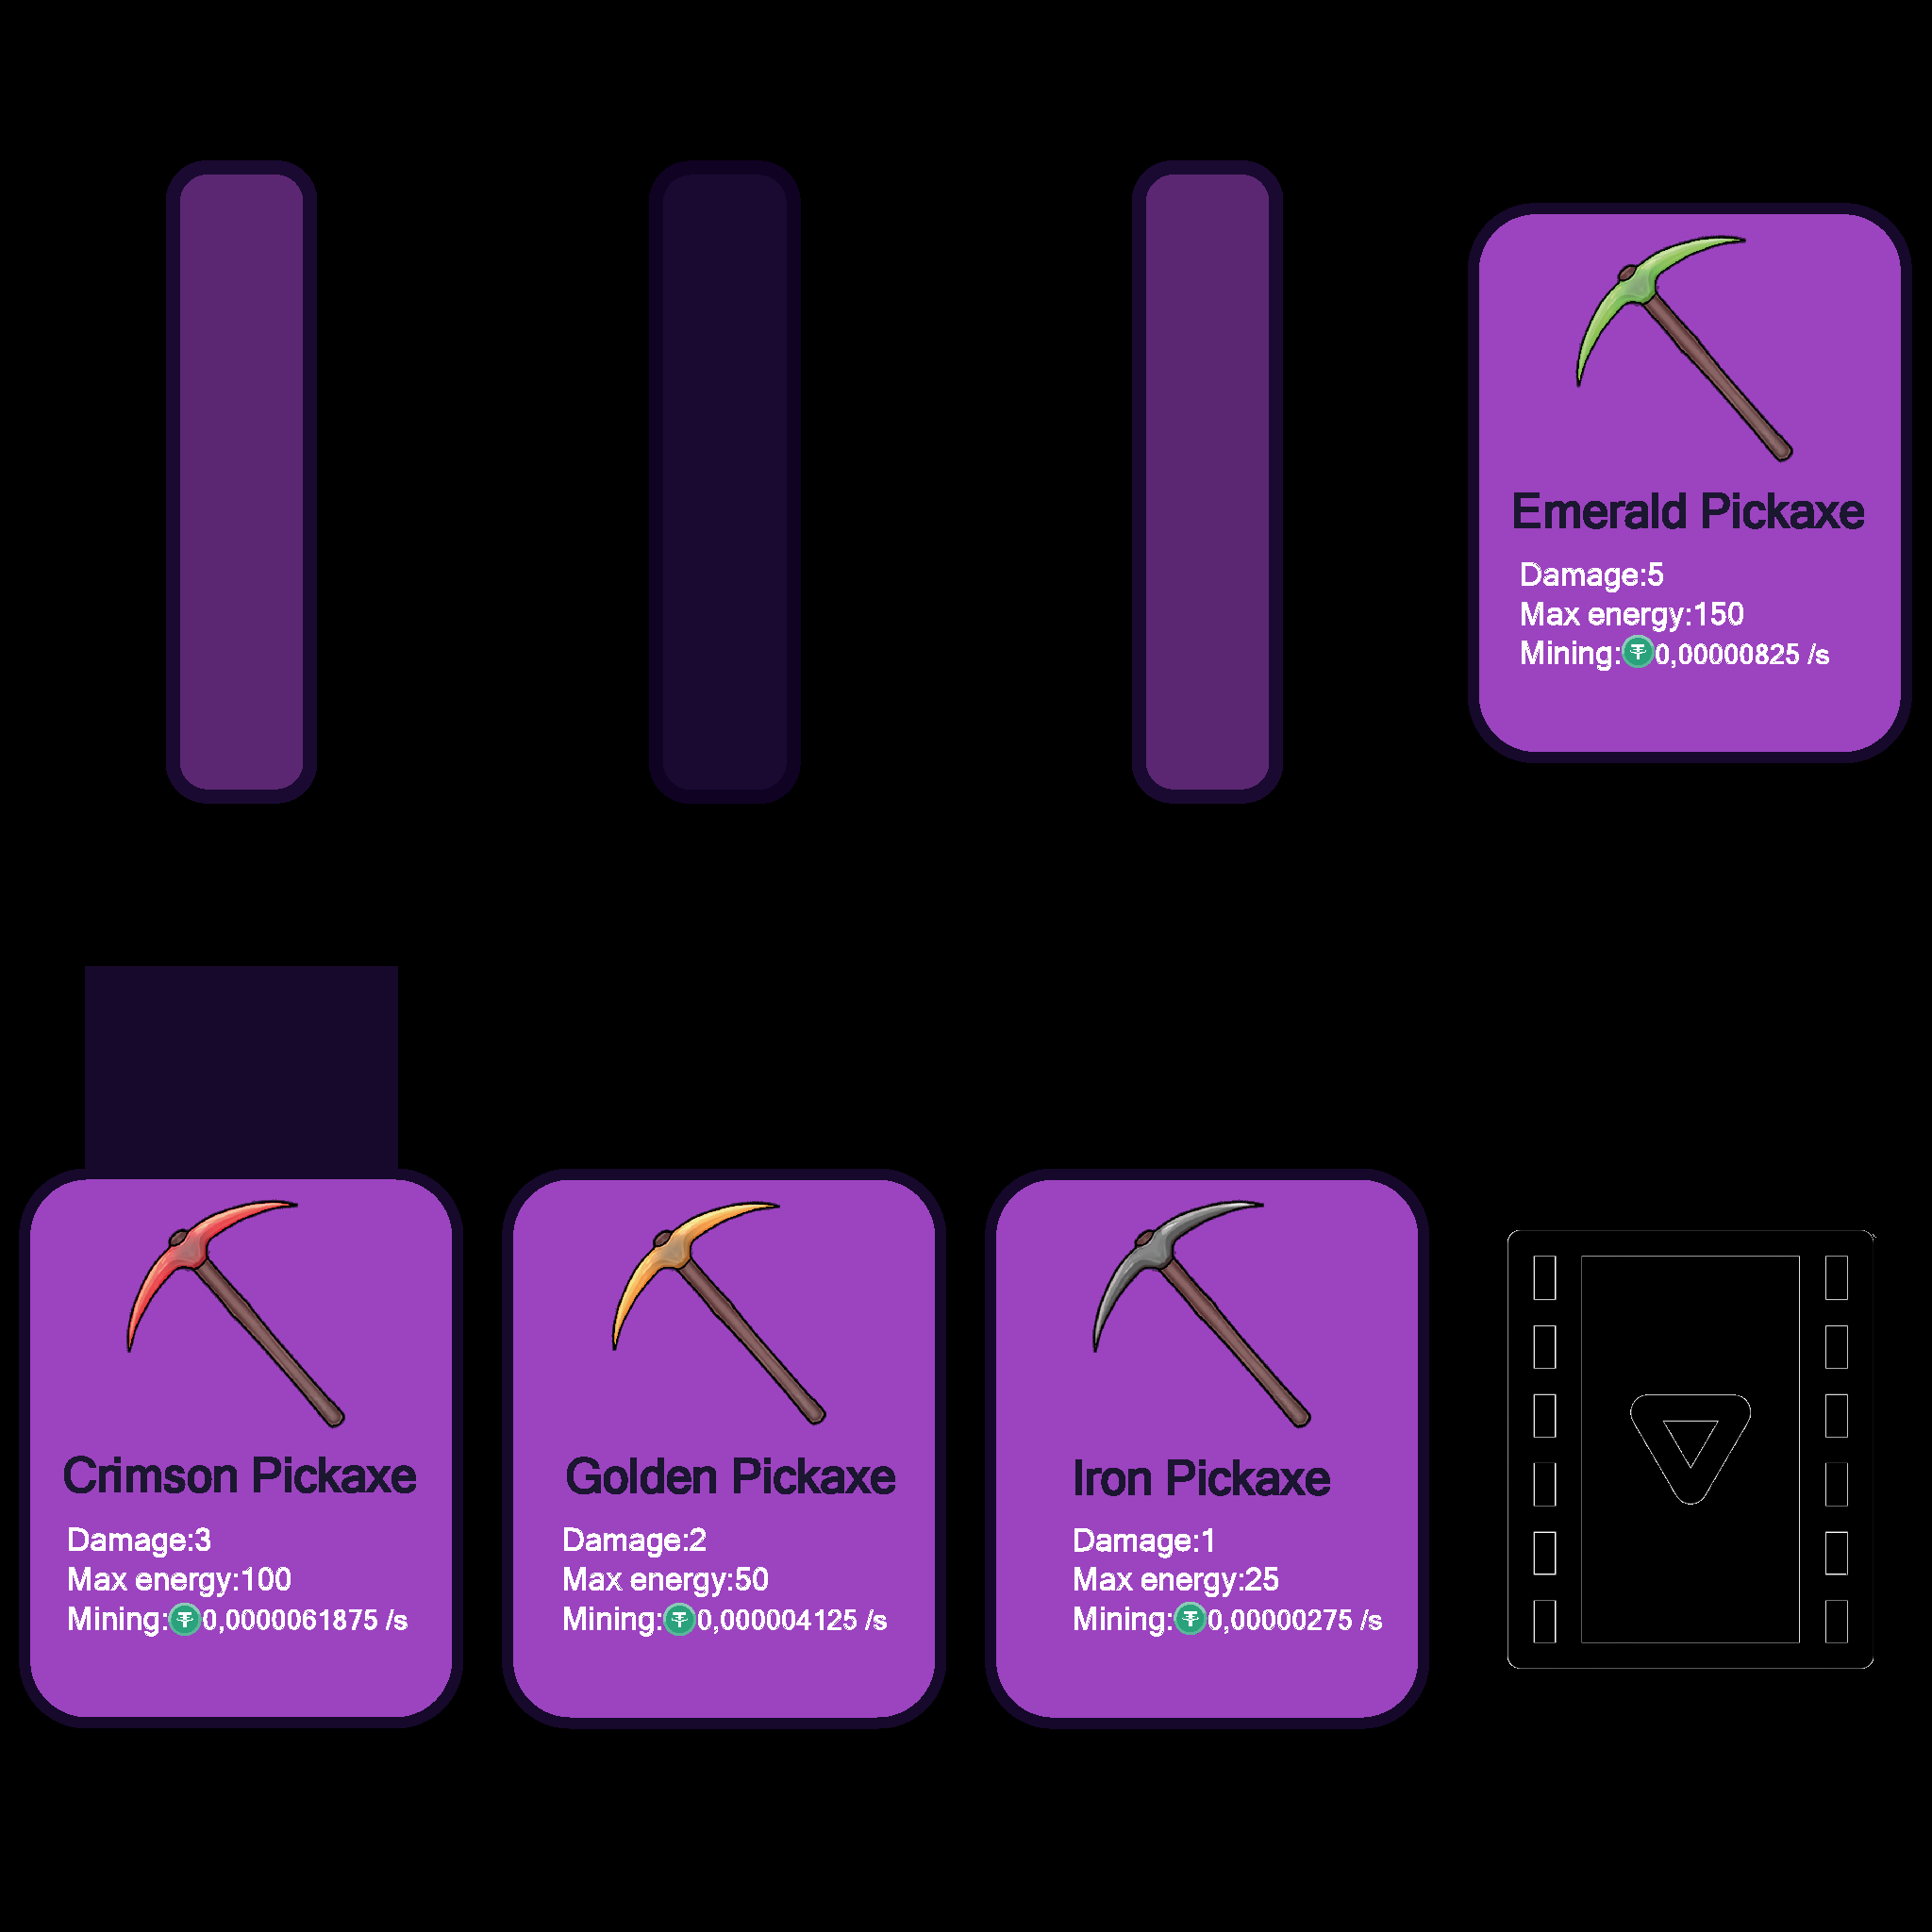 Emerald Pickaxe
Damage:5
Max energy:150
Mining:0,00000825 /s
Crimson Pickaxe
Damage:3
Max energy:100
Mining:0,0000061875 /s
Golden Pickaxe
Damage:2
Max energy:50
Mining:0,000004125 /s
Iron Pickaxe
Damage:1
Max energy:25
Mining:0,00000275 /s